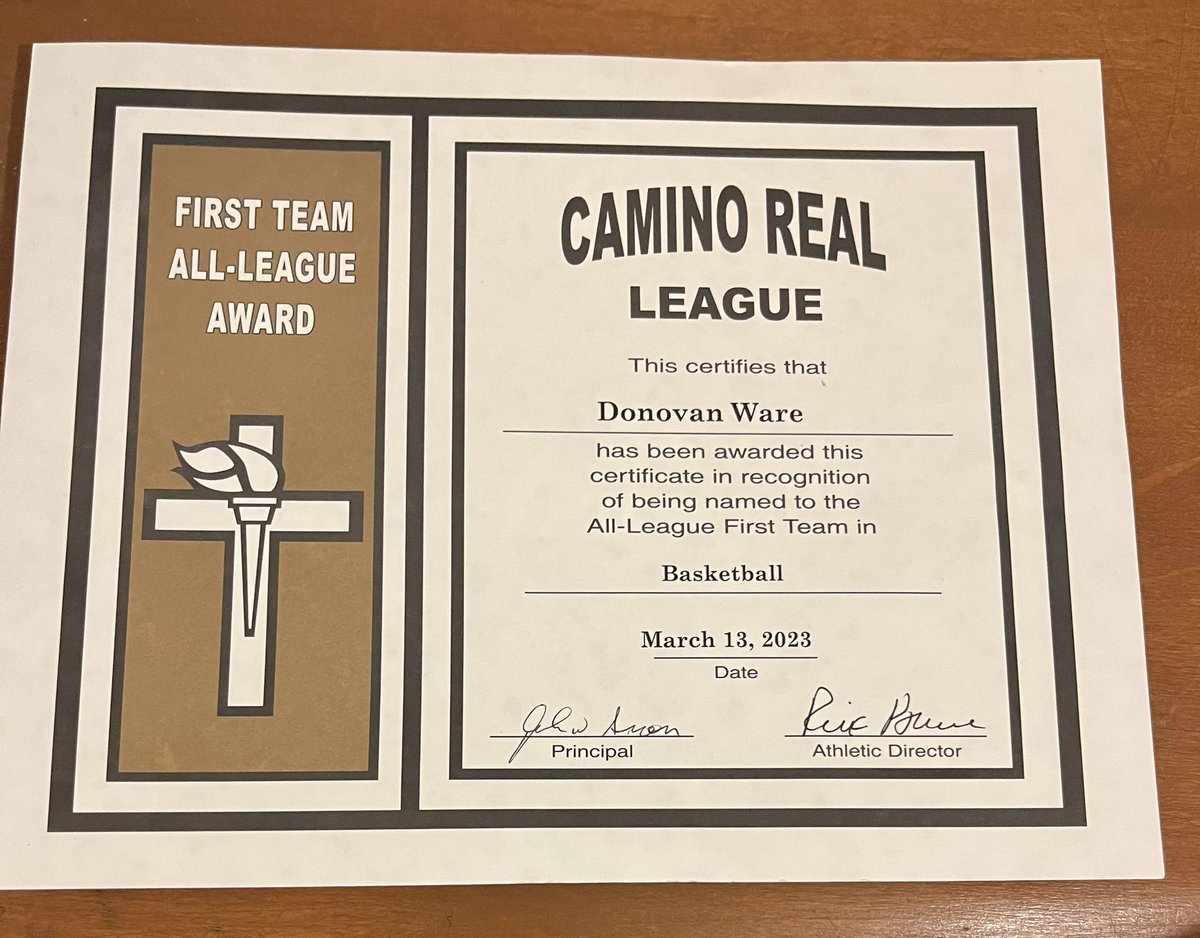 FIRST TEAM
ALL-LEAGUE
AWARD
CAMINO REAL
LEAGUE
This certifies that
Donovan Ware
has been awarded this
certificate in recognition
of being named to the
All-League First Team in
Basketball
March 13, 2023
Date
Principal
Athletic Director